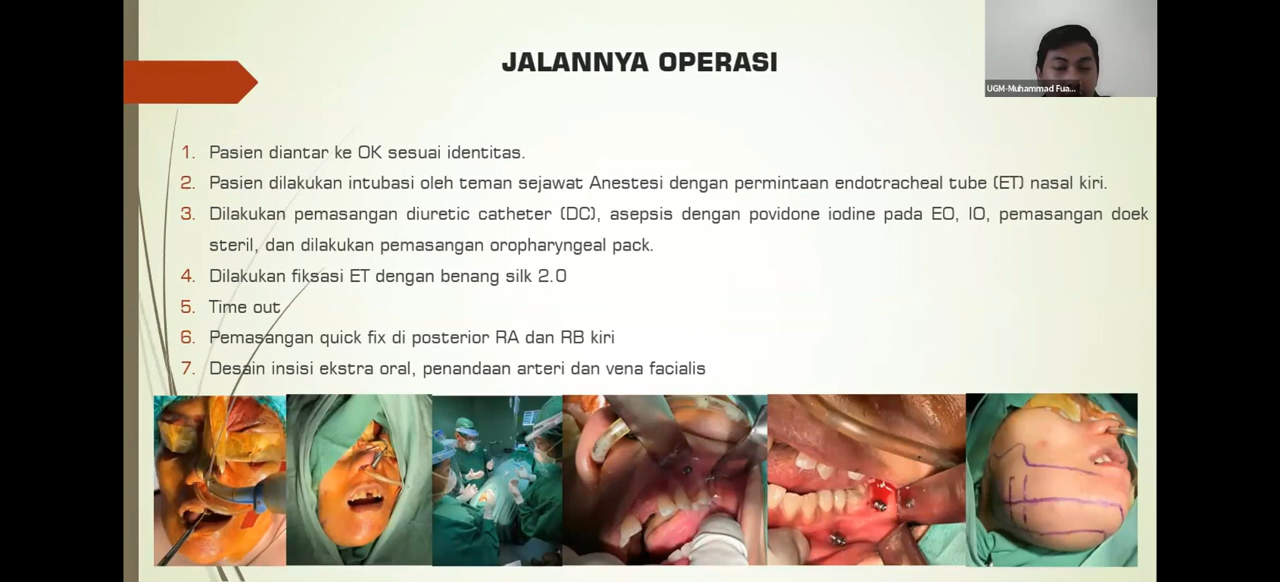 JALANNYA OPERASI
UGM-Muhammad Fua...
1. Pasien diantar ke OK sesuai identitas.
2. Pasien dilakukan intubasi oleh teman sejawat Anestesi dengan permintaan endotracheal tube (ET) nasal kiri.
3. Dilakukan pemasangan diuretic catheter (DC), asepsis dengan povidone iodine pada EO, IO, pemasangan doek
steril, dan dilakukan pemasangan oropharyngeal pack.
4. Dilakukan fiksasi ET dengan benang silk 2.0
5. Time out
6. Pemasangan quick fix di posterior RA dan RB kiri
7. Desain insisi ekstra oral, penandaan arteri dan vena facialis